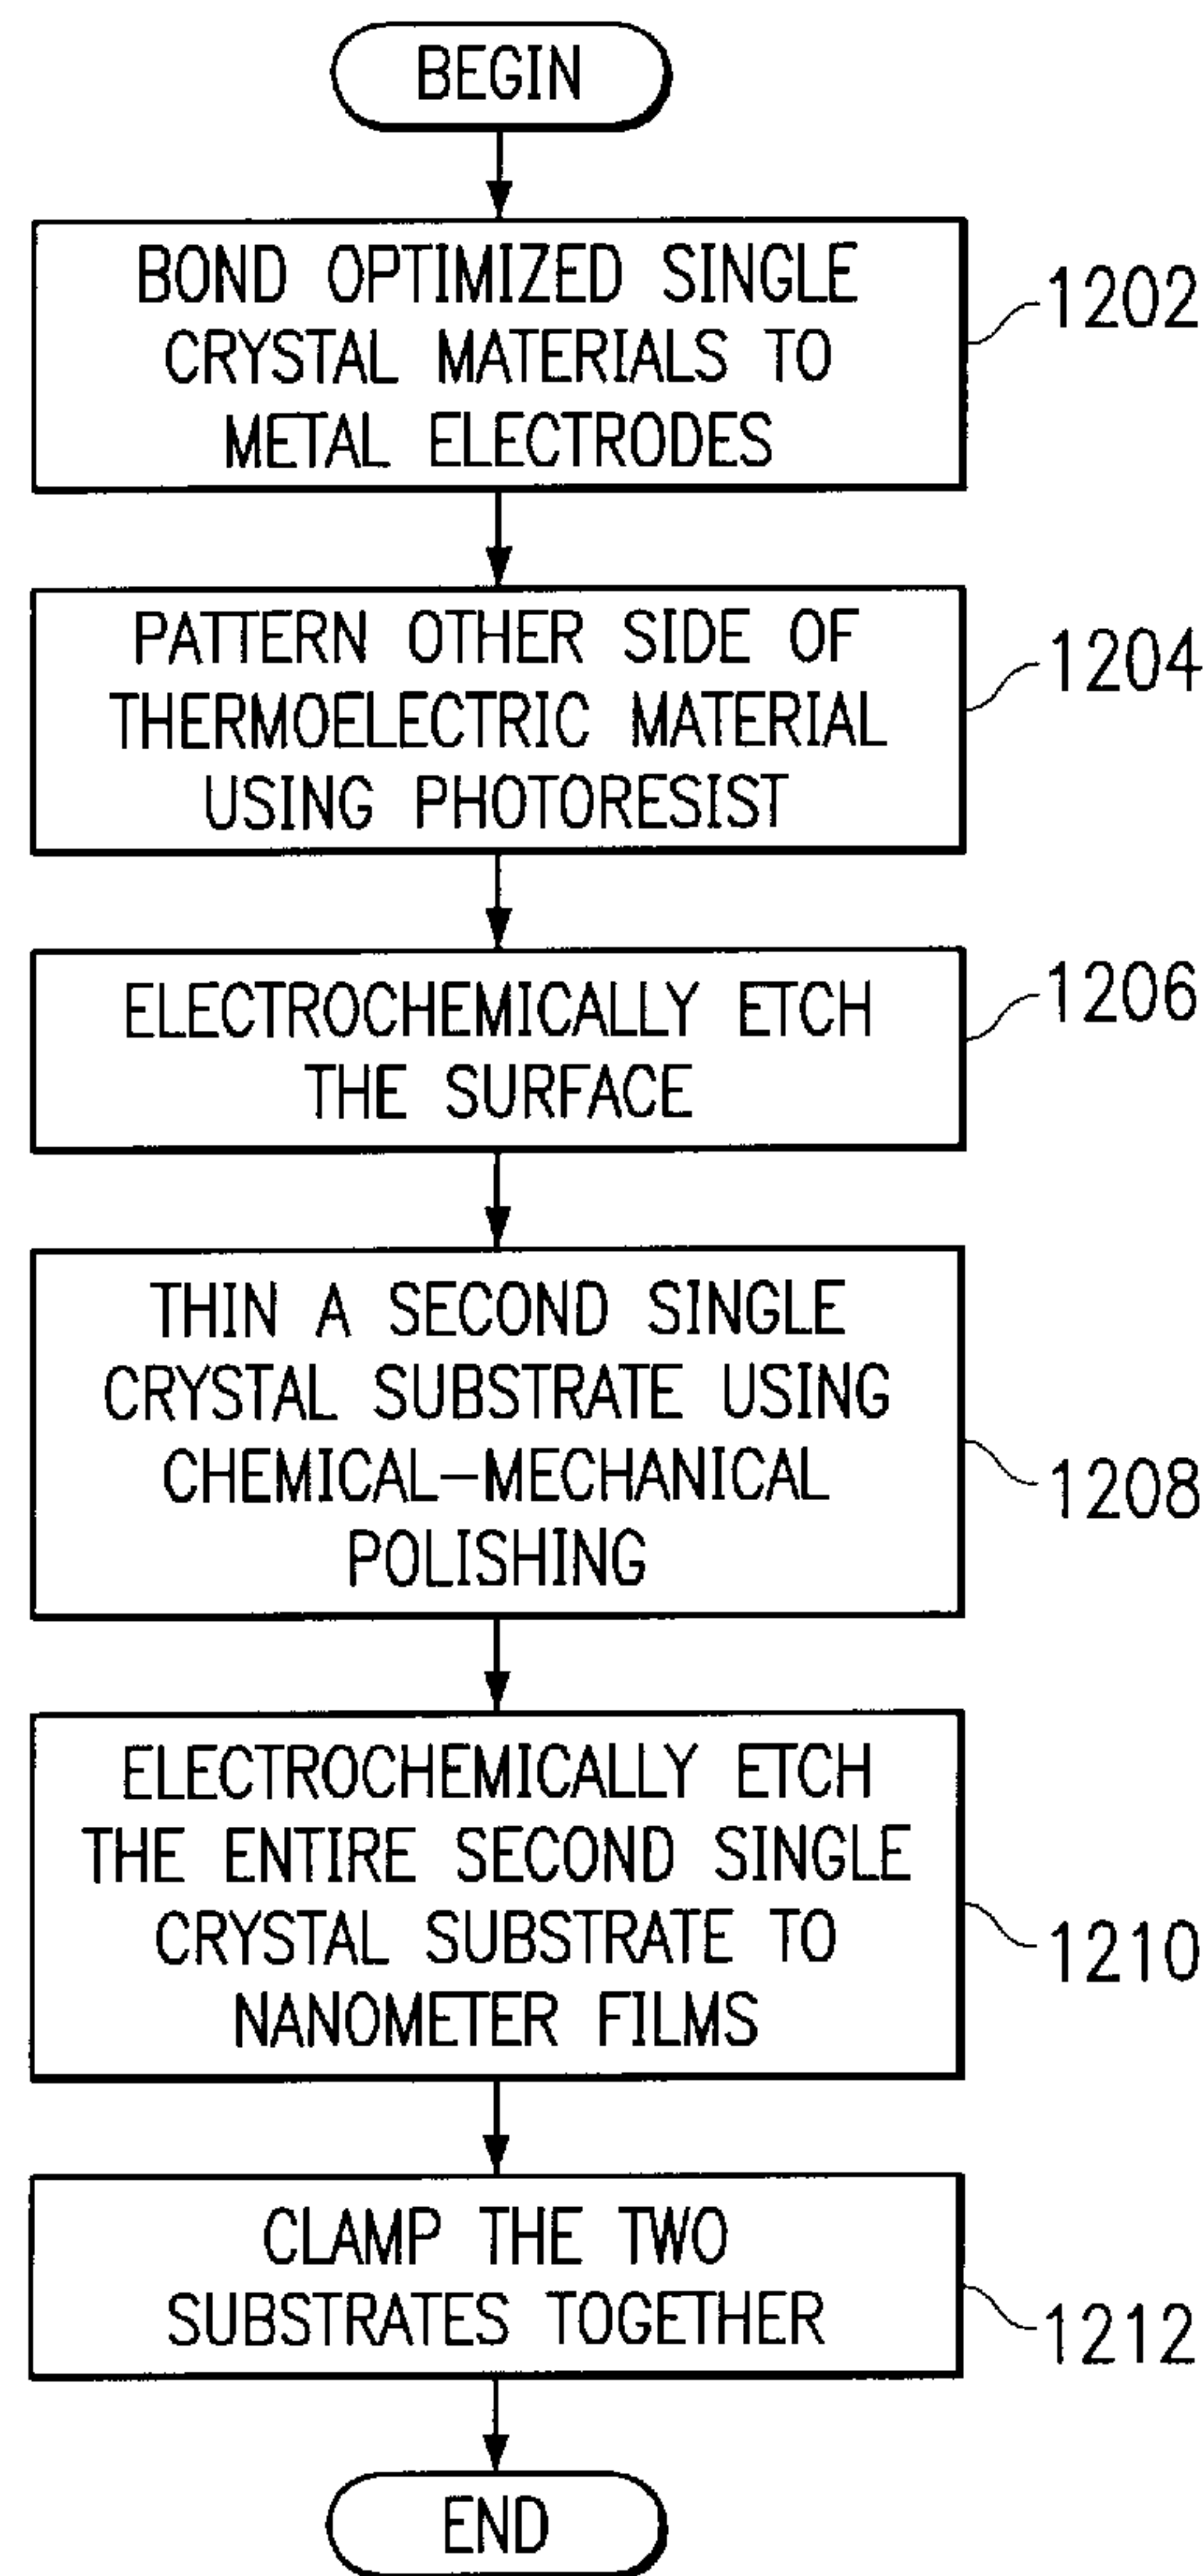 BEGIN
BOND OPTIMIZED SINGLE
CRYSTAL MATERIALS TO
METAL ELECTRODES
1202
PATTERN OTHER SIDE OF
THERMOELECTRIC MATERIAL
USING PHOTORESIST
1204
ELECTROCHEMICALLY ETCH
THE SURFACE
1206
THIN A SECOND SINGLE
CRYSTAL SUBSTRATE USING
CHEMICAL-MECHANICAL
POLISHING
1208
ELECTROCHEMICALLY ETCH
THE ENTIRE SECOND SINGLE
CRYSTAL SUBSTRATE TO
NANOMETER FILMS
1210
CLAMP THE TWO
SUBSTRATES TOGETHER
1212
END